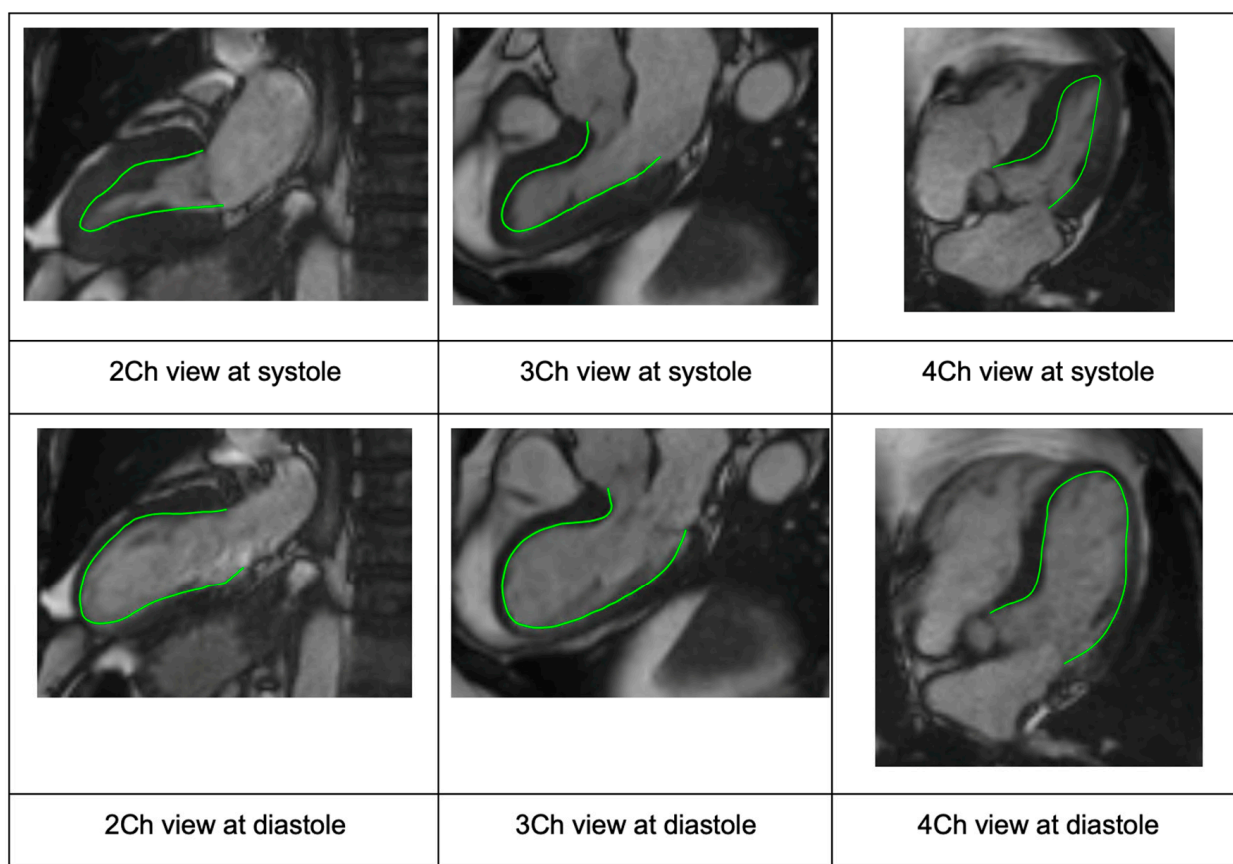 2Ch view at systole
3Ch view at systole
4Ch view at systole
2Ch view at diastole
3Ch view at diastole
4Ch view at diastole